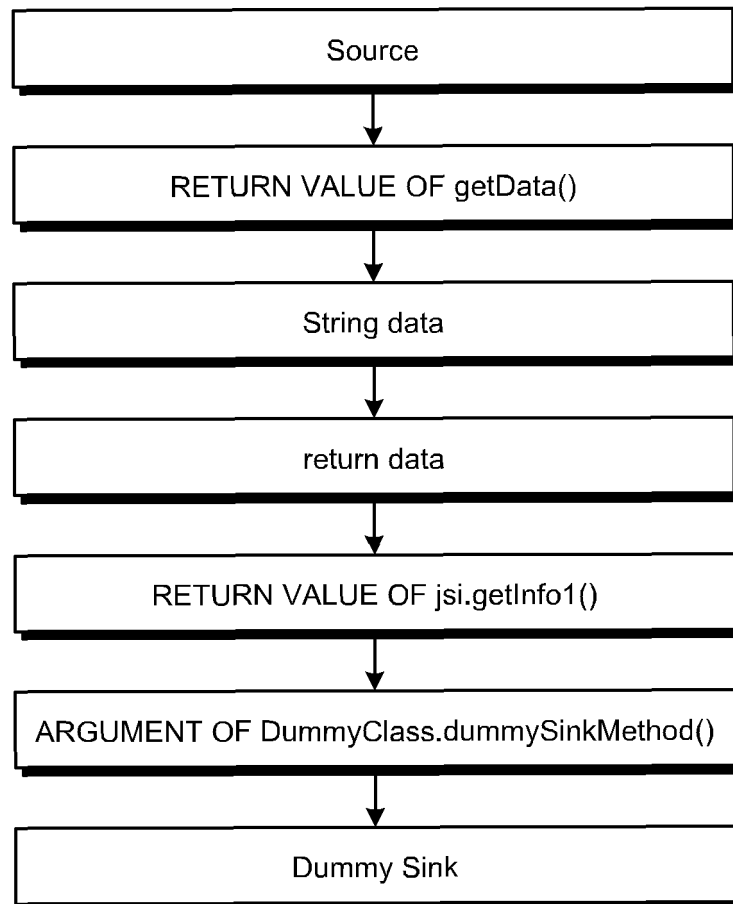 Source
RETURN VALUE OF getData()
String data
return data
RETURN VALUE OF jsi.getInfo1()
ARGUMENT OF DummyClass.dummySinkMethod()
Dummy Sink